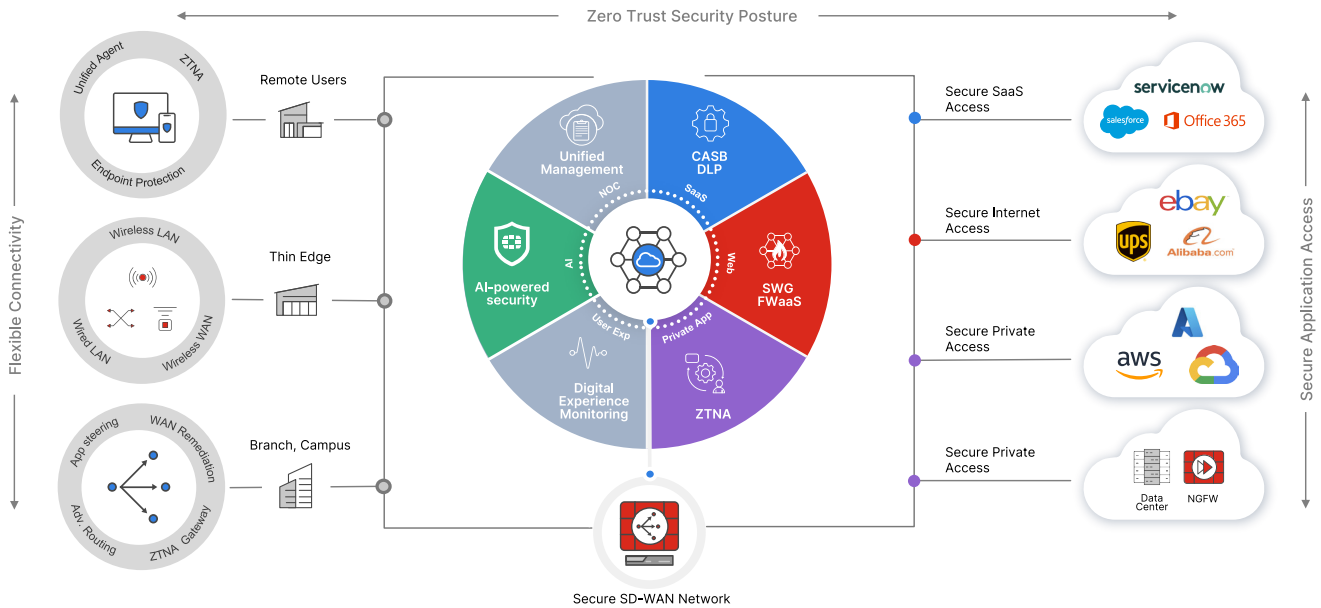 Zero Trust Security Posture
Flexible Connectivity
Unified Agent
ZTNA
Endpoint Protection
Remote Users
Wireless LAN
Wired LAN
Wireless WAN
Thin Edge
App steering
WAN Remediation
Adv. Routing
ZTNA Gateway
Branch, Campus
Unified
Management
NOC
CASB
DLP
SaaS
AI-powered
security
AI
SWG
FWaaS
Web
Digital
Experience
Monitoring
User Exp
ZTNA
Private App
Secure SD-WAN Network
Secure SaaS
Access
servicenow
salesforce
Office 365
Secure Internet
Access
ebay
ups
Alibaba.com
Secure Private
Access
aws
Secure Private
Access
Data
Center
NGFW
Secure Application Access